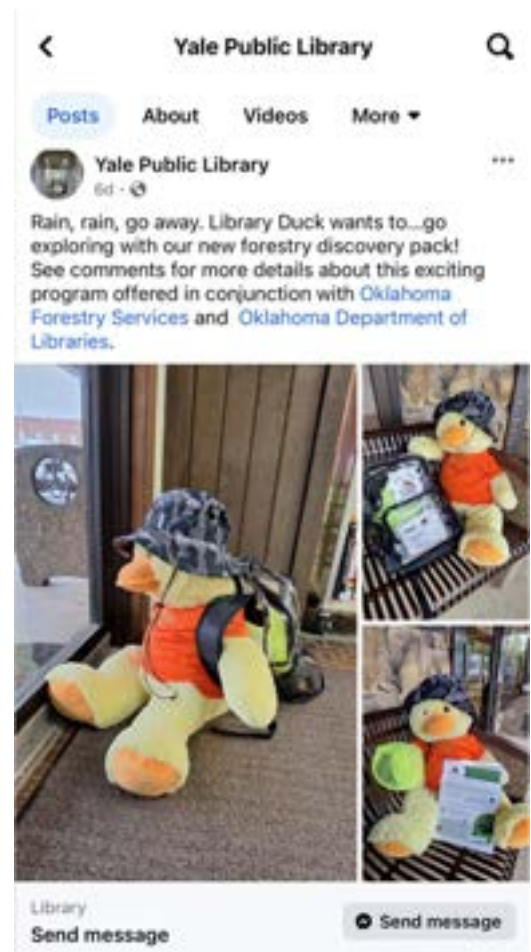 Yale Public Library
Posts About Videos More
Yale Public Library
6d
Rain, rain, go away. Library Duck wants to...go
exploring with our new forestry discovery pack!
See comments for more details about this exciting
program offered in conjunction with Oklahoma
Forestry Services and Oklahoma Department of
Libraries.
Library
Send message
Send message